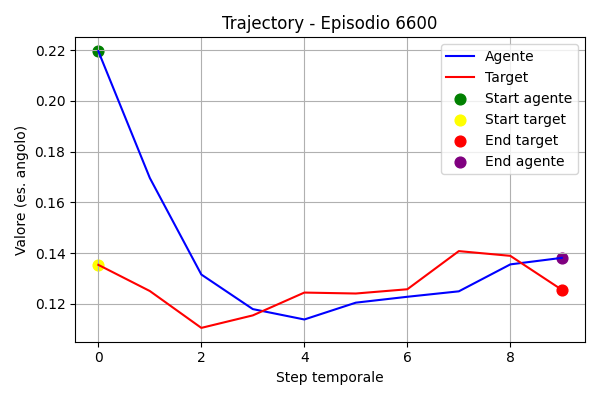 Trajectory - Episodio 6600
Valore (es. angolo)
0.22
0.20
0.18
0.16
0.14
0.12
Agente
Target
Start agente
Start target
End target
End agente
0 2 4 6 8
Step temporale